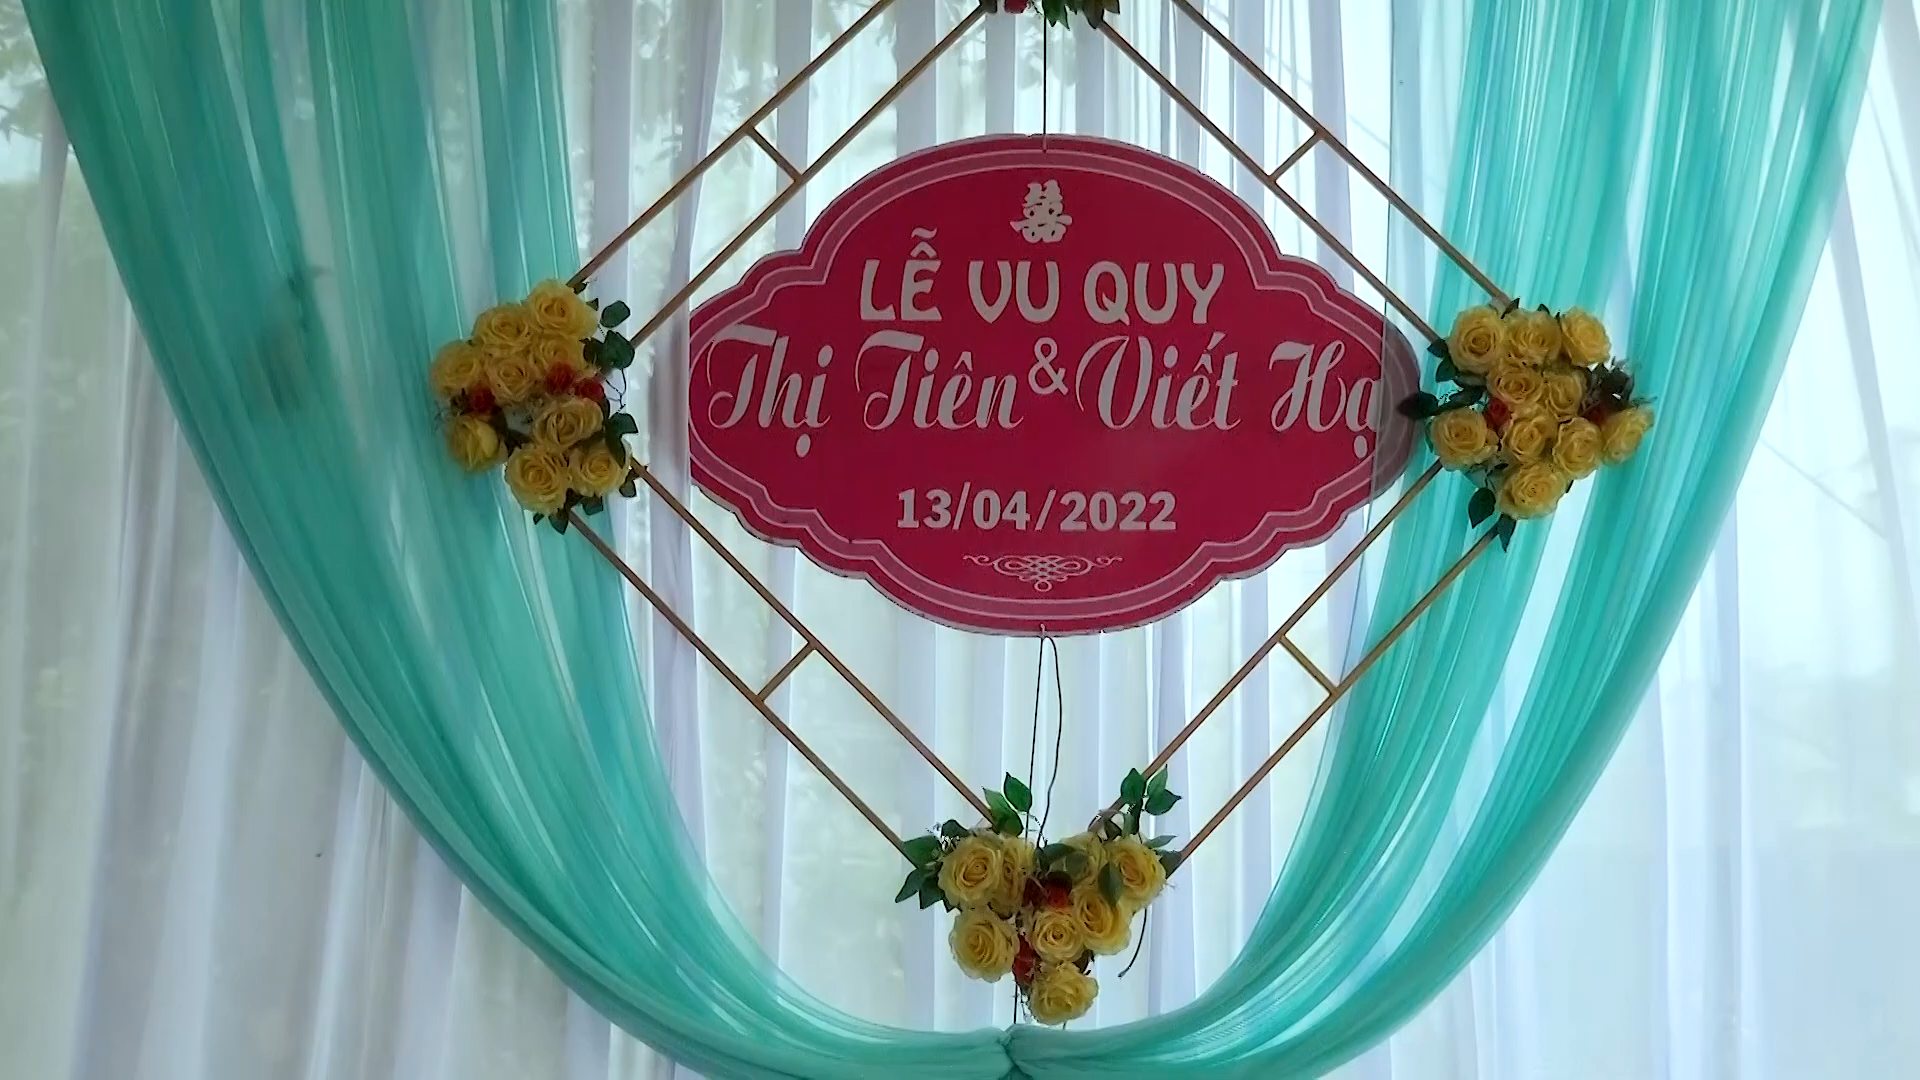 囍
LỄ VU QUY
Thị Tiên & Viết Hạ
13/04/2022